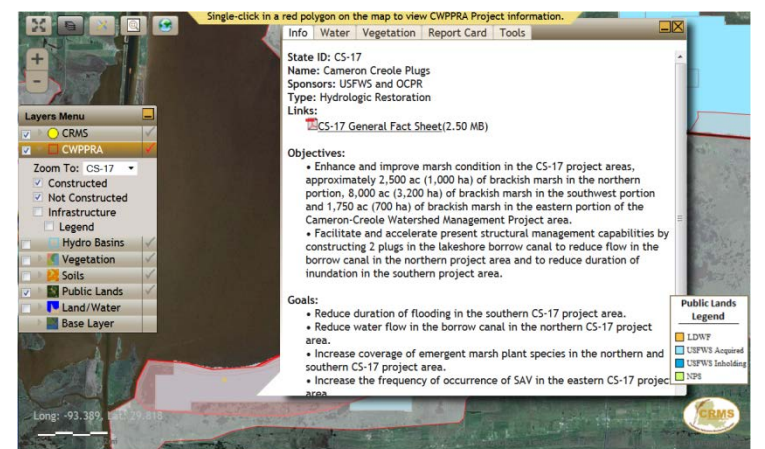 Single-click in a red polygon on the map to view CWPPRA Project information.
Info Water Vegetation Report Card Tools
State ID: CS-17
Name: Cameron Creole Plugs
Sponsors: USFWS and OCPR
Type: Hydrologic Restoration
Links:
CS-17 General Fact Sheet(2.50 MB)
Objectives:
• Enhance and improve marsh condition in the CS-17 project areas,
approximately 2,500 ac (1,000 ha) of brackish marsh in the northern
portion, 8,000 ac (3,200 ha) of brackish marsh in the southwest portion
and 1,750 ac (700 ha) of brackish marsh in the eastern portion of the
Cameron-Creole Watershed Management Project area.
• Facilitate and accelerate present structural management capabilities by
constructing 2 plugs in the lakeshore borrow canal to reduce flow in the
borrow canal in the northern project area and to reduce duration of
inundation in the southern project area.
Goals:
• Reduce duration of flooding in the southern CS-17 project area.
• Reduce water flow in the borrow canal in the northern CS-17 project
area.
• Increase coverage of emergent marsh plant species in the northern and
southern CS-17 project area.
• Increase the frequency of occurrence of SAV in the eastern CS-17 project
area
Layers Menu
CRMS
CWPPRA
Zoom To: CS-17
Constructed
Not Constructed
Infrastructure
Legend
Hydro Basins
Vegetation
Soils
Public Lands
Land/Water
Base Layer
Public Lands
Legend
LDWF
USFWS Acquired
USFWS Inholding
NPS
Long: -93.389, Lat: 29.818
CRMS